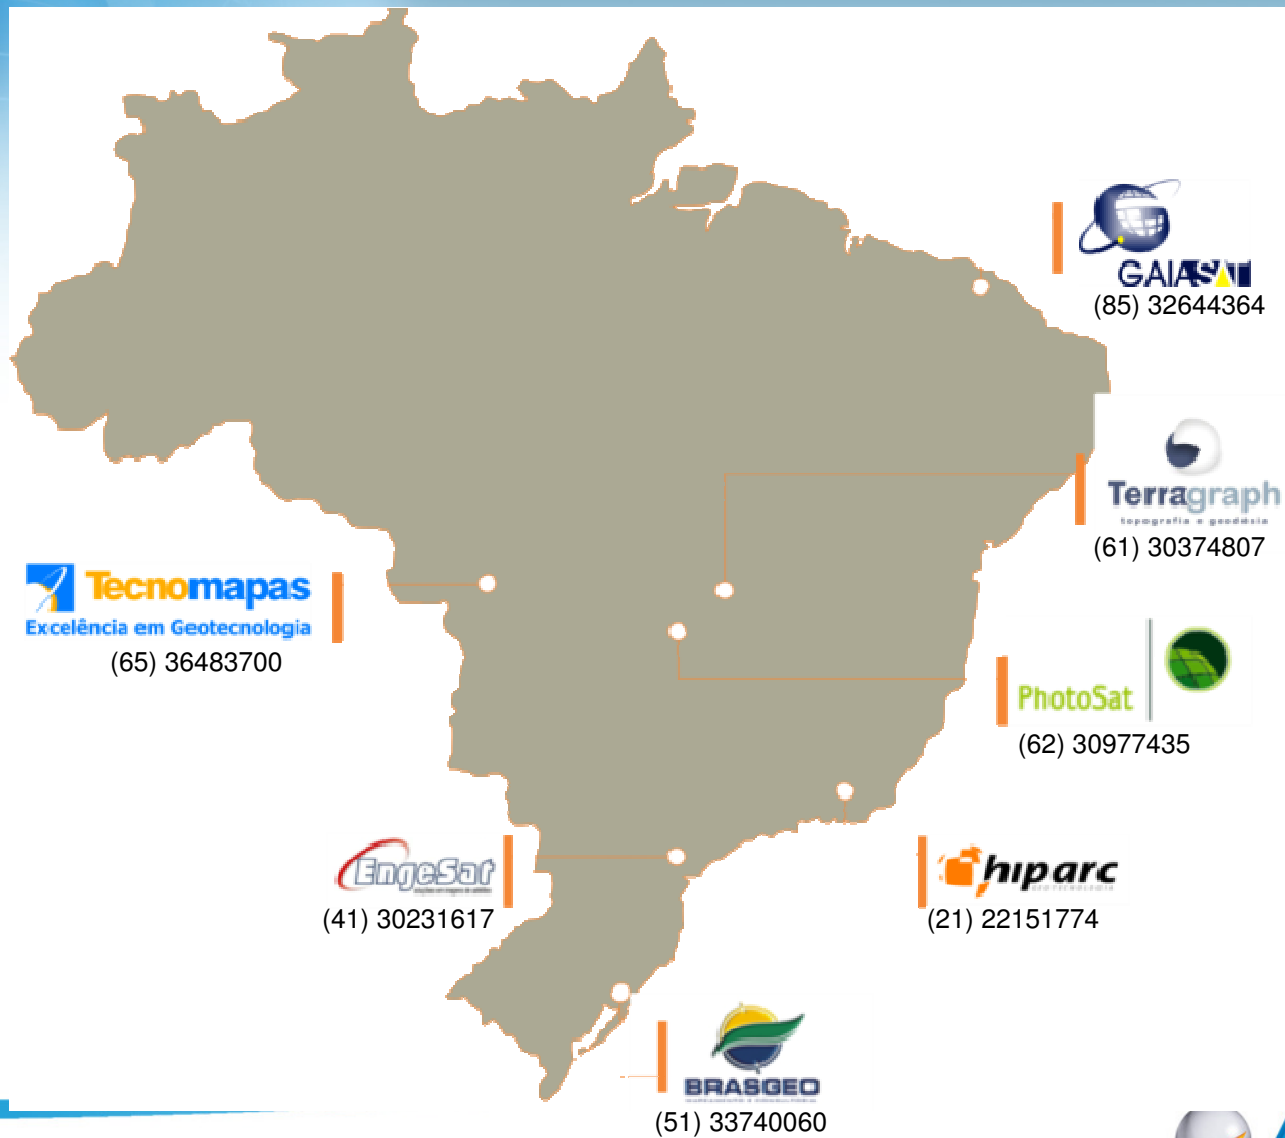 GAIASAT
(85) 32644364
Terragraph
topografia e geodésia
(61) 30374807
Tecnomapas
Excelência em Geotecnologia
(65) 36483700
PhotoSat
(62) 30977435
EngeSat
(41) 30231617
hiparc
GEOTECNOLOGIA
(21) 22151774
BRASGEO
(51) 33740060